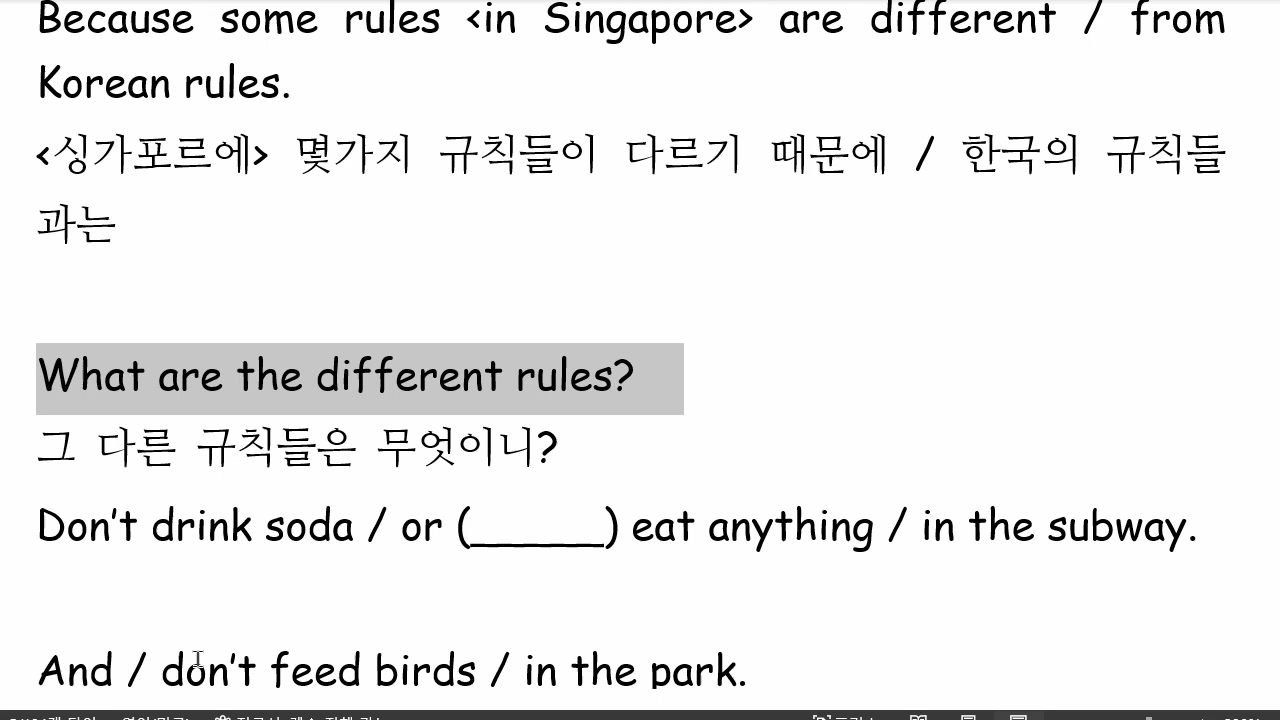 Because some rules <in Singapore> are different / from
Korean rules.
<싱가포르에> 몇가지 규칙들이 다르기 때문에 / 한국의 규칙들
과는
What are the different rules?
그 다른 규칙들은 무엇이니?
Don't drink soda / or (______) eat anything / in the subway.
And / don't feed birds / in the park.